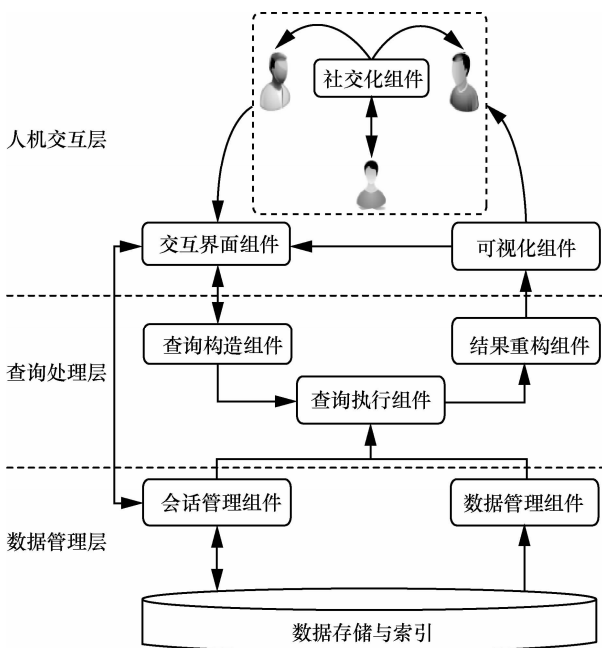 社交化组件
人机交互层
交互界面组件
可视化组件
查询构造组件
结果重构组件
查询处理层
查询执行组件
会话管理组件
数据管理组件
数据管理层
数据存储与索引